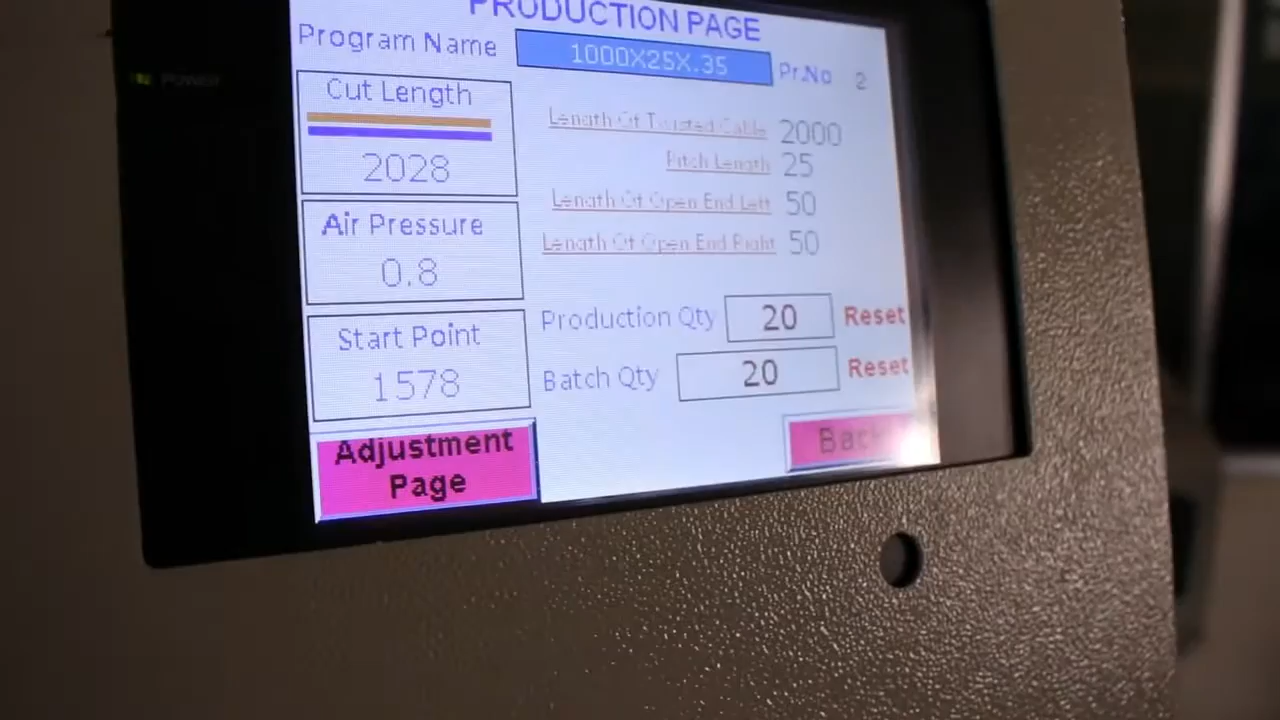 POWER
PRODUCTION PAGE
Program Name 1000X25X.35 Pr.No 2
Cut Length
2028
Air Pressure
0.8
Start Point
1578
Adjustment
Page
Length Of Twisted Cable 2000
Pitch Length 25
Length Of Open End Left 50
Length Of Open End Right 50
Production Qty 20 Reset
Batch Qty 20 Reset
Back